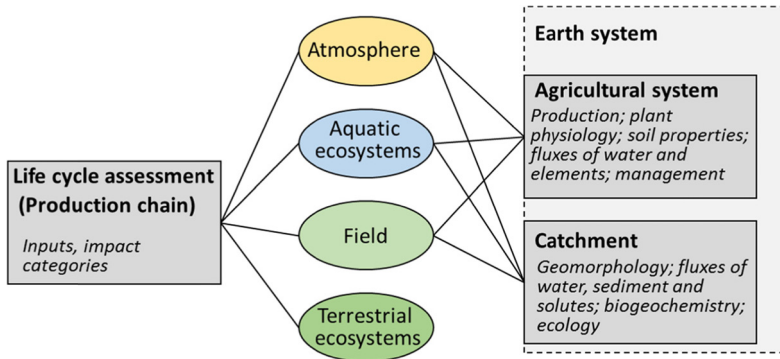 Life cycle assessment
(Production chain)
Inputs, impact
categories
Atmosphere
Aquatic
ecosystems
Field
Terrestrial
ecosystems
Earth system
Agricultural system
Production; plant
physiology; soil properties;
fluxes of water and
elements; management
Catchment
Geomorphology; fluxes of
water, sediment and
solutes; biogeochemistry;
ecology